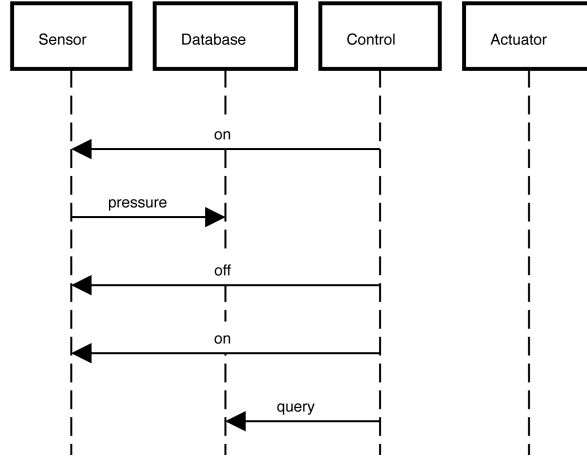 Sensor
Database
Control
Actuator
on
pressure
off
on
query